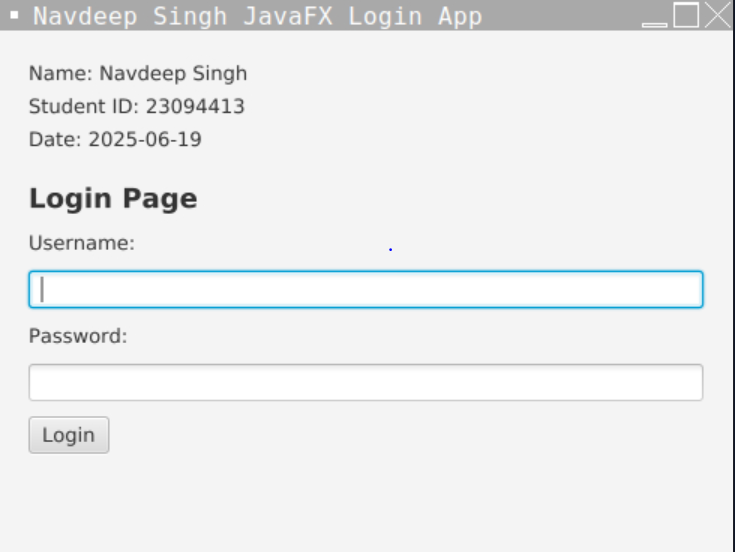 Navdeep Singh JavaFX Login App
Name: Navdeep Singh
Student ID: 23094413
Date: 2025-06-19
Login Page
Username:
Password:
Login